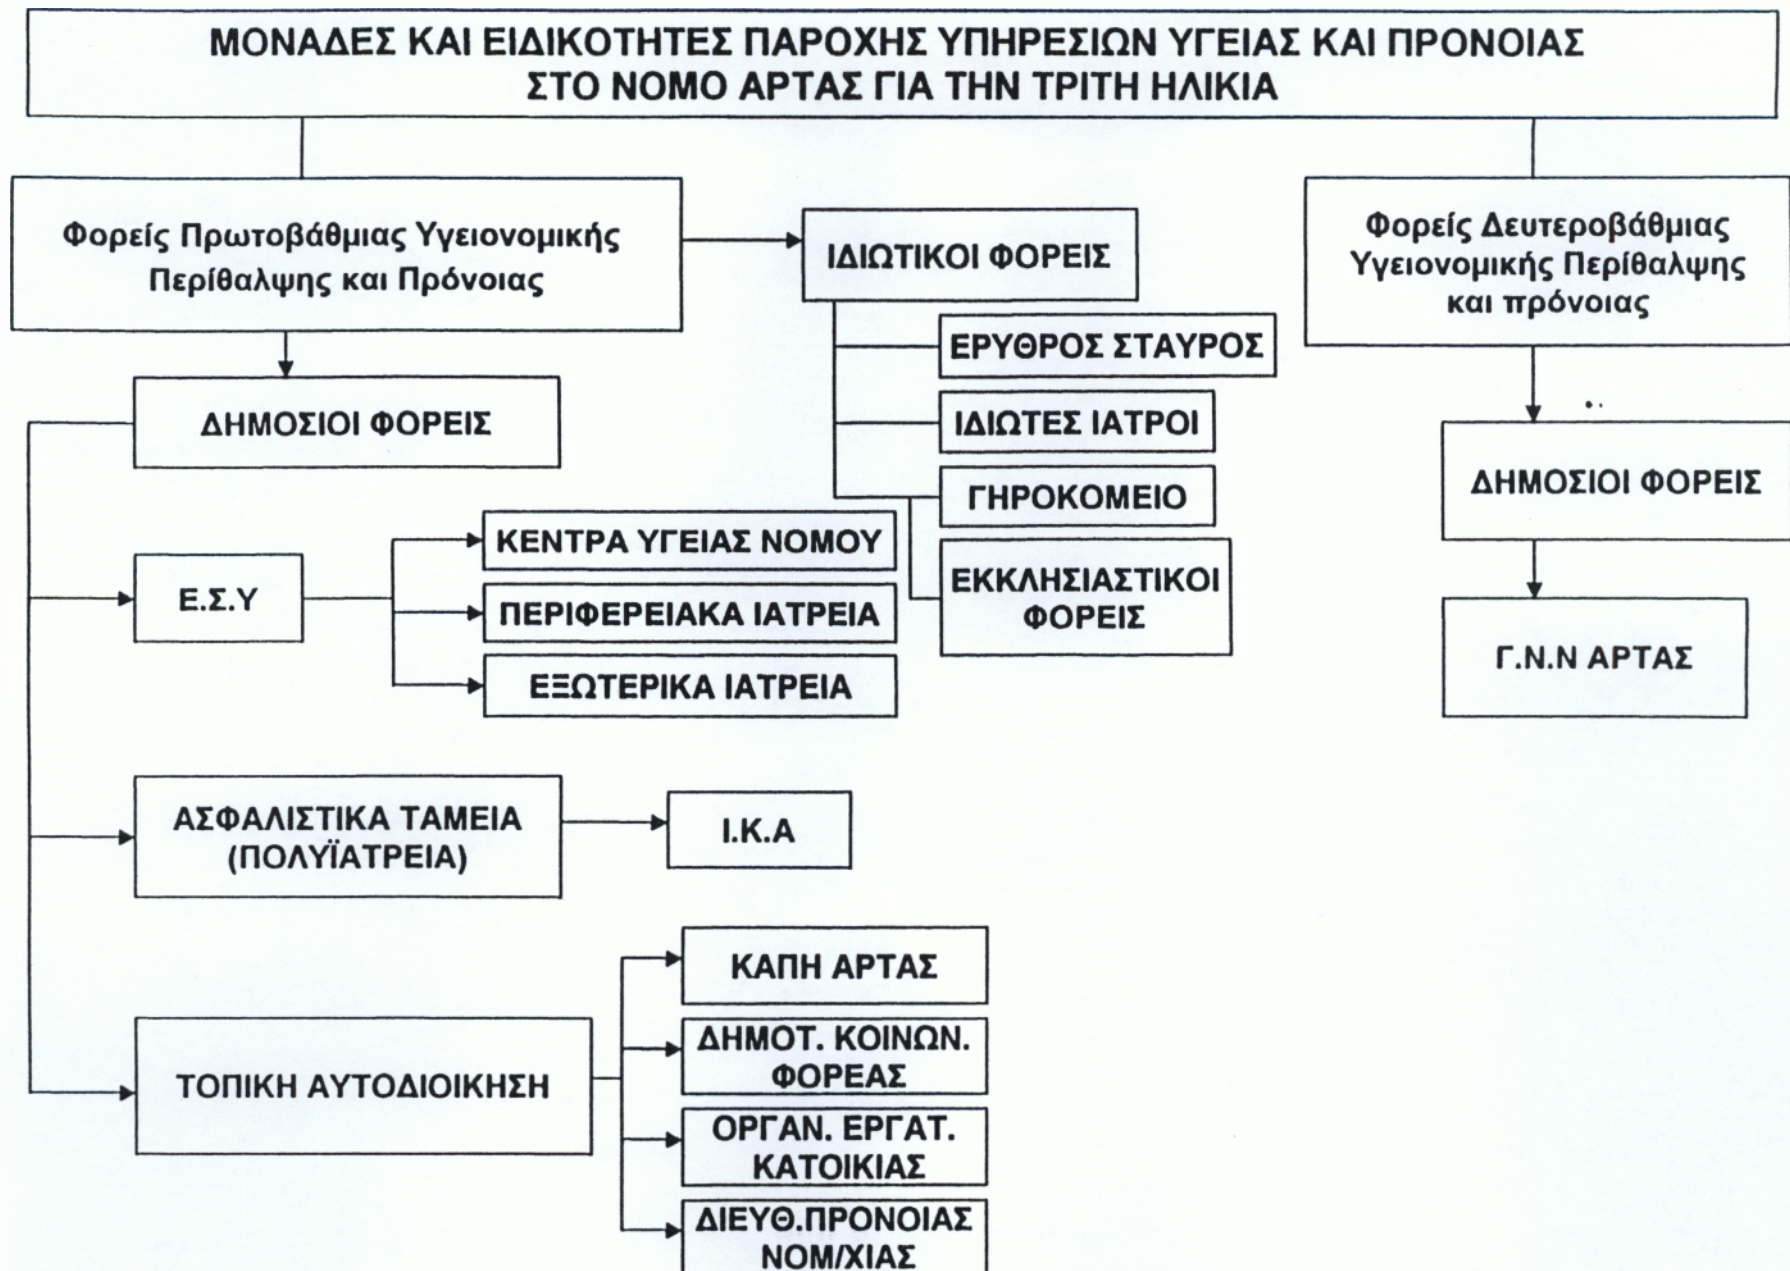 ΜΟΝΑΔΕΣ ΚΑΙ ΕΙΔΙΚΟΤΗΤΕΣ ΠΑΡΟΧΗΣ ΥΠΗΡΕΣΙΩΝ ΥΓΕΙΑΣ ΚΑΙ ΠΡΟΝΟΙΑΣ
ΣΤΟ ΝΟΜΟ ΑΡΤΑΣ ΓΙΑ ΤΗΝ ΤΡΙΤΗ ΗΛΙΚΙΑ
Φορείς Πρωτοβάθμιας Υγειονομικής
Περίθαλψης και Πρόνοιας
ΙΔΙΩΤΙΚΟΙ ΦΟΡΕΙΣ
ΕΡΥΘΡΟΣ ΣΤΑΥΡΟΣ
ΙΔΙΩΤΕΣ ΙΑΤΡΟΙ
ΓΗΡΟΚΟΜΕΙΟ
ΕΚΚΛΗΣΙΑΣΤΙΚΟΙ
ΦΟΡΕΙΣ
Φορείς Δευτεροβάθμιας
Υγειονομικής Περίθαλψης
και πρόνοιας
ΔΗΜΟΣΙΟΙ ΦΟΡΕΙΣ
Γ.Ν.Ν ΑΡΤΑΣ
ΔΗΜΟΣΙΟΙ ΦΟΡΕΙΣ
Ε.Σ.Υ
ΚΕΝΤΡΑ ΥΓΕΙΑΣ ΝΟΜΟΥ
ΠΕΡΙΦΕΡΕΙΑΚΑ ΙΑΤΡΕΙΑ
ΕΞΩΤΕΡΙΚΑ ΙΑΤΡΕΙΑ
ΑΣΦΑΛΙΣΤΙΚΑ ΤΑΜΕΙΑ
(ΠΟΛΥΪΑΤΡΕΙΑ)
Ι.Κ.Α
ΤΟΠΙΚΗ ΑΥΤΟΔΙΟΙΚΗΣΗ
ΚΑΠΗ ΑΡΤΑΣ
ΔΗΜΟΤ. ΚΟΙΝΩΝ.
ΦΟΡΕΑΣ
ΟΡΓΑΝ. ΕΡΓΑΤ.
ΚΑΤΟΙΚΙΑΣ
ΔΙΕΥΘ.ΠΡΟΝΟΙΑΣ
ΝΟΜ/ΧΙΑΣ